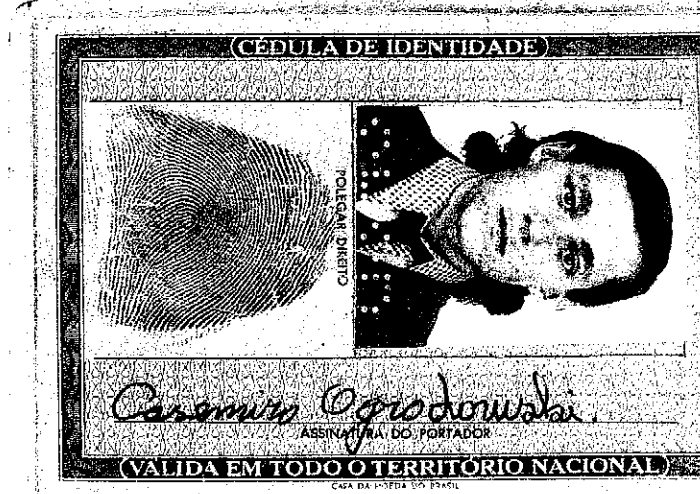 (CÉDULA DE IDENTIDADE)
POLEGAR DIREITO
Casemiro Ogrodowski.
ASSINATURA DO PORTADOR
(VÁLIDA EM TODO O TERRITÓRIO NACIONAL)
CASA DA MOEDA DO BRASIL